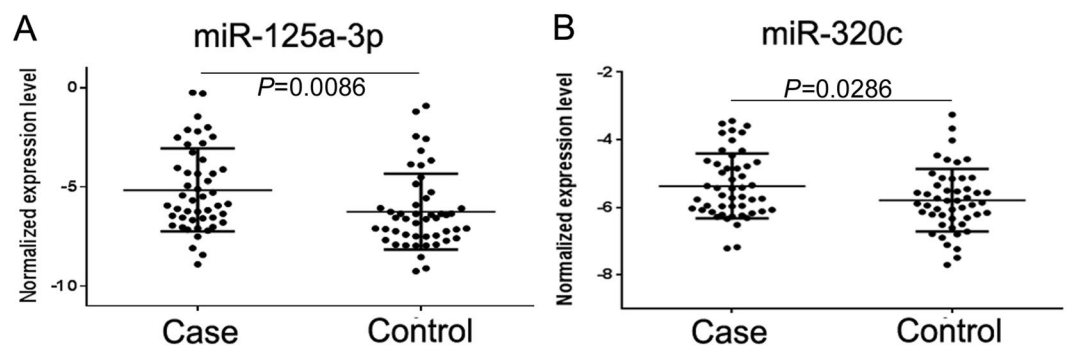 A
miR-125a-3p
P=0.0086
Normalized expression level
0
-5
-10
Case
Control
B
miR-320c
P=0.0286
Normalized expression level
-2
-4
-6
-8
Case
Control